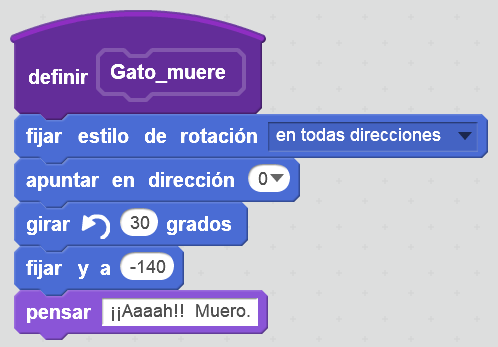 definir Gato_muere
fijar estilo de rotación en todas direcciones
apuntar en dirección 0
girar 30 grados
fijar y a -140
pensar ¡¡Aaaah!! Muero.